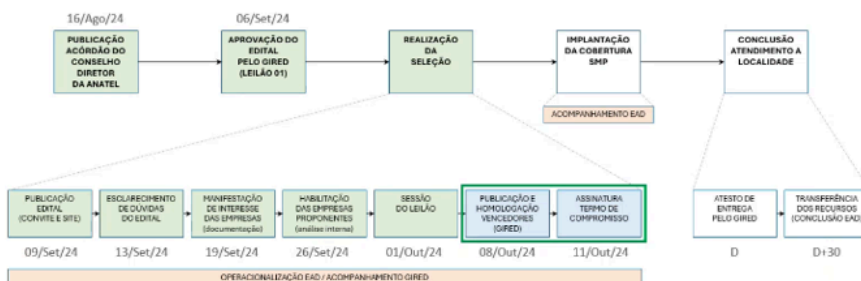 16/Ago/24
06/Set/24
PUBLICAÇÃO
ACÓRDÃO DO
CONSELHO
DIRETOR
DA ANATEL
APROVAÇÃO DO
EDITAL
PELO GIRED
(LEILÃO 01)
REALIZAÇÃO
DA
SELEÇÃO
IMPLANTAÇÃO
DA COBERTURA
SMP
CONCLUSÃO
ATENDIMENTO A
LOCALIDADE
ACOMPANHAMENTO EAD
PUBLICAÇÃO
EDITAL
(CONVITE E SITE)
ESCLARECIMENTO
DE DÚVIDAS
DO EDITAL
MANIFESTAÇÃO
DE INTERESSE
DAS EMPRESAS
(documentação)
HABILITAÇÃO
DAS EMPRESAS
PROPONENTES
(análise interna)
SESSÃO
DO LEILÃO
PUBLICAÇÃO E
HOMOLOGAÇÃO
VENCEDORES
(GIRED)
ASSINATURA
TERMO DE
COMPROMISSO
ATESTO DE
ENTREGA
PELO GIRED
TRANSFERÊNCIA
DOS RECURSOS
(CONCLUSÃO EAD)
09/Set/24
13/Set/24
19/Set/24
26/Set/24
01/Out/24
08/Out/24
11/Out/24
D
D+30
OPERACIONALIZAÇÃO EAD / ACOMPANHAMENTO GIRED